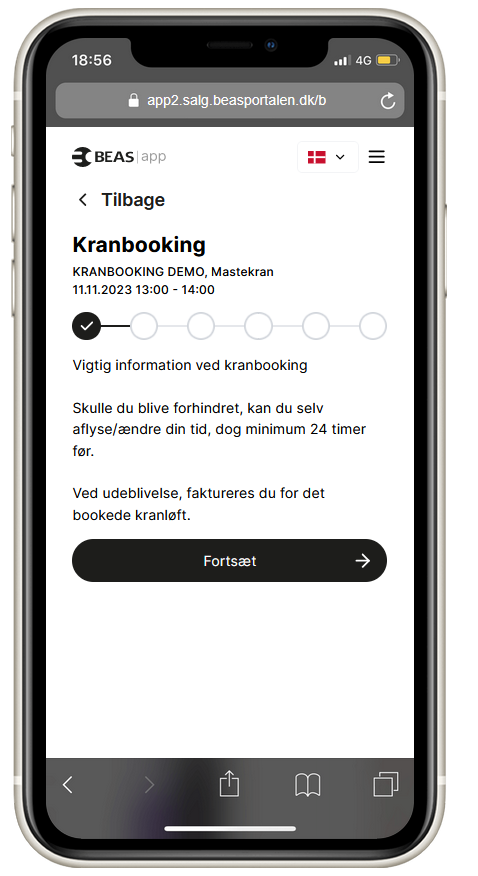 18:56
4G
app2.salg.beasportalen.dk/b
BEAS app
Tilbage
Kranbooking
KRANBOOKING DEMO, Mastekran
11.11.2023 13:00 - 14:00
Vigtig information ved kranbooking
Skulle du blive forhindret, kan du selv
aflyse/ændre din tid, dog minimum 24 timer
før.
Ved udeblivelse, faktureres du for det
bookede kranløft.
Fortsæt